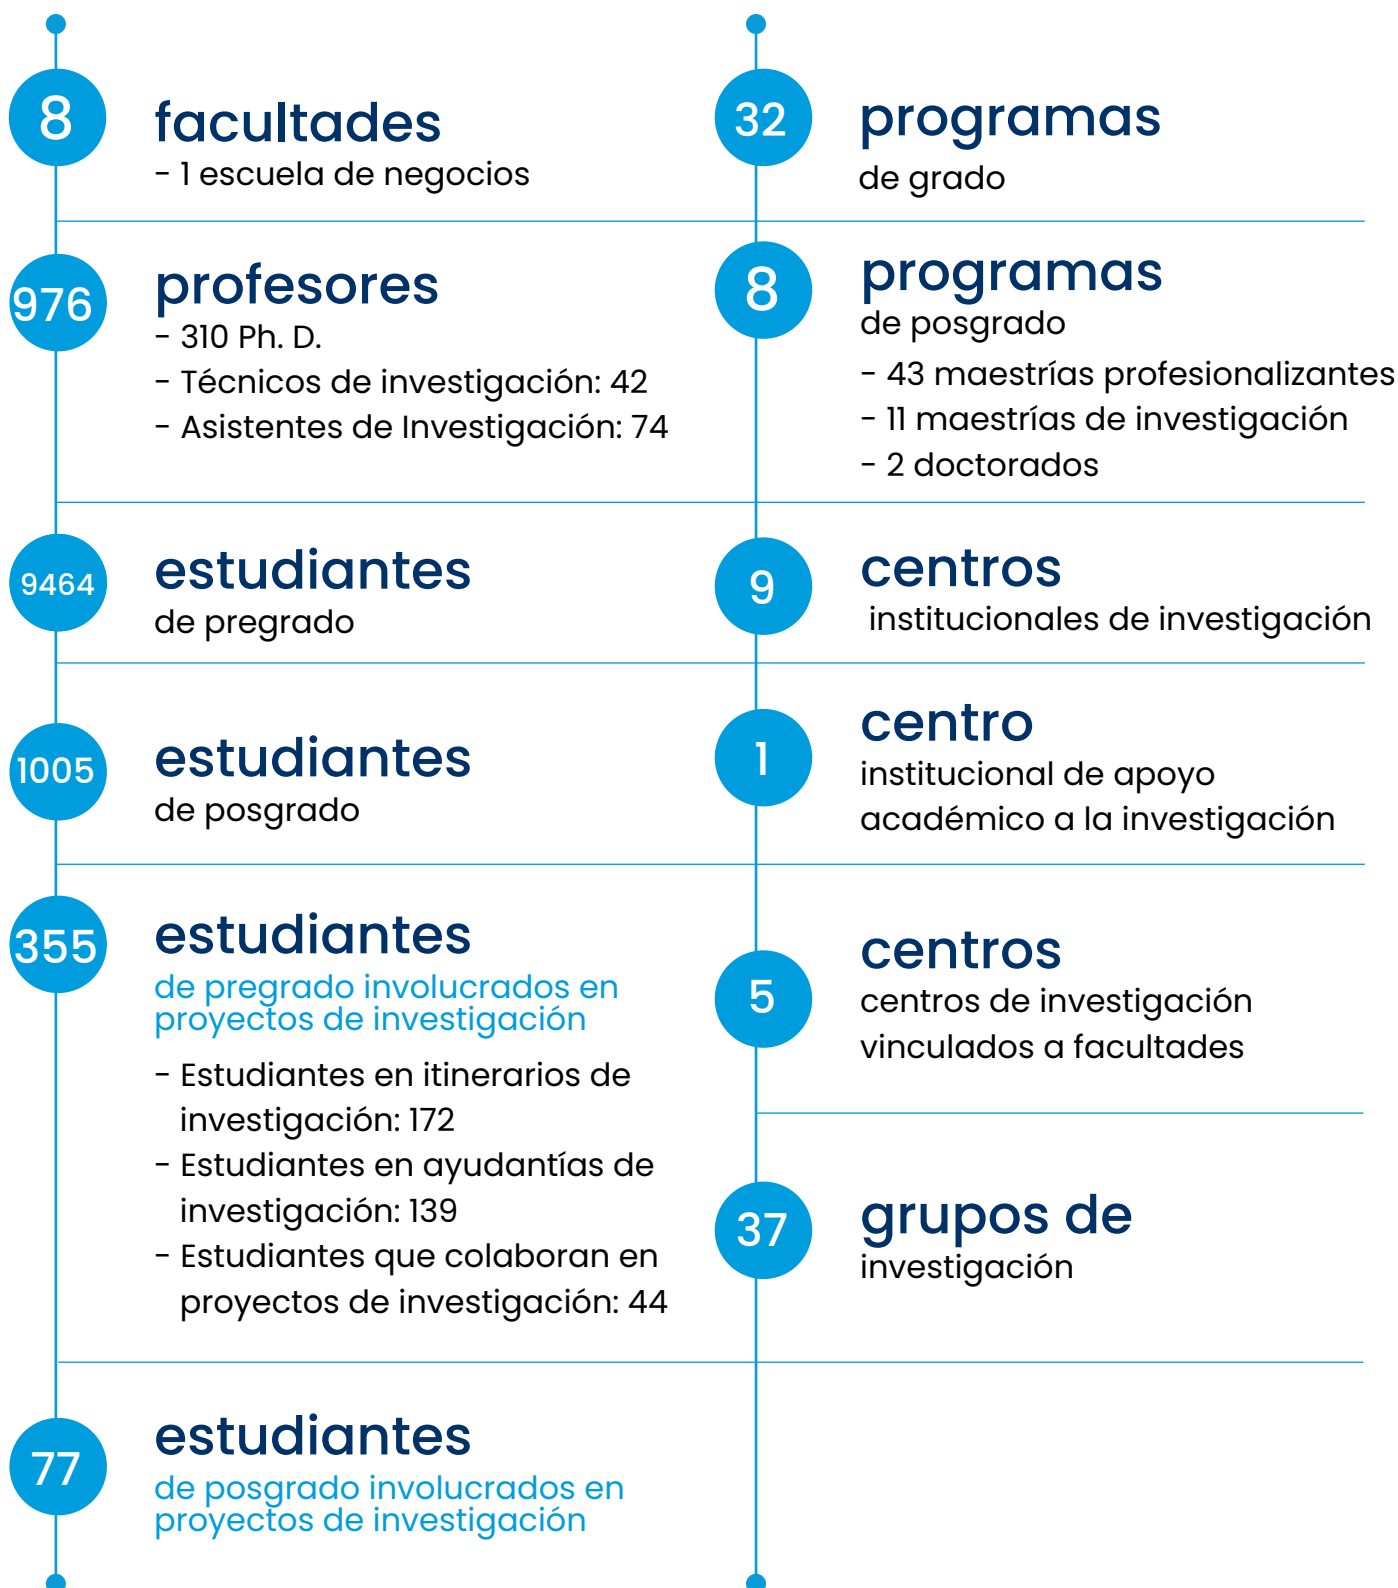 8
facultades
- 1 escuela de negocios
976
profesores
- 310 Ph. D.
- Técnicos de investigación: 42
- Asistentes de Investigación: 74
9464
estudiantes
de pregrado
1005
estudiantes
de posgrado
355
estudiantes
de pregrado involucrados en
proyectos de investigación
- Estudiantes en itinerarios de
investigación: 172
- Estudiantes en ayudantías de
investigación: 139
- Estudiantes que colaboran en
proyectos de investigación: 44
77
estudiantes
de posgrado involucrados en
proyectos de investigación
32
programas
de grado
8
programas
de posgrado
- 43 maestrías profesionalizantes
- 11 maestrías de investigación
- 2 doctorados
9
centros
institucionales de investigación
1
centro
institucional de apoyo
académico a la investigación
5
centros
centros de investigación
vinculados a facultades
37
grupos de
investigación